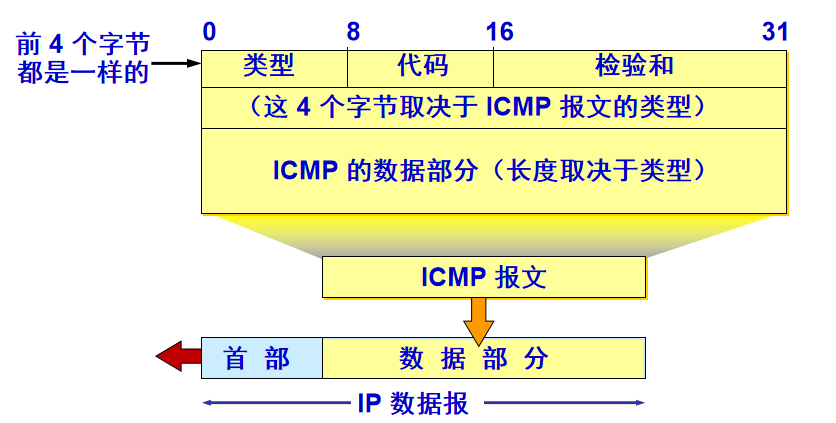 0 8 16 31
前 4 个字节
都是一样的
类型 代码 检验和
（这 4 个字节取决于 ICMP 报文的类型）
ICMP 的数据部分（长度取决于类型）
ICMP 报文
首 部 数 据 部 分
IP 数据报